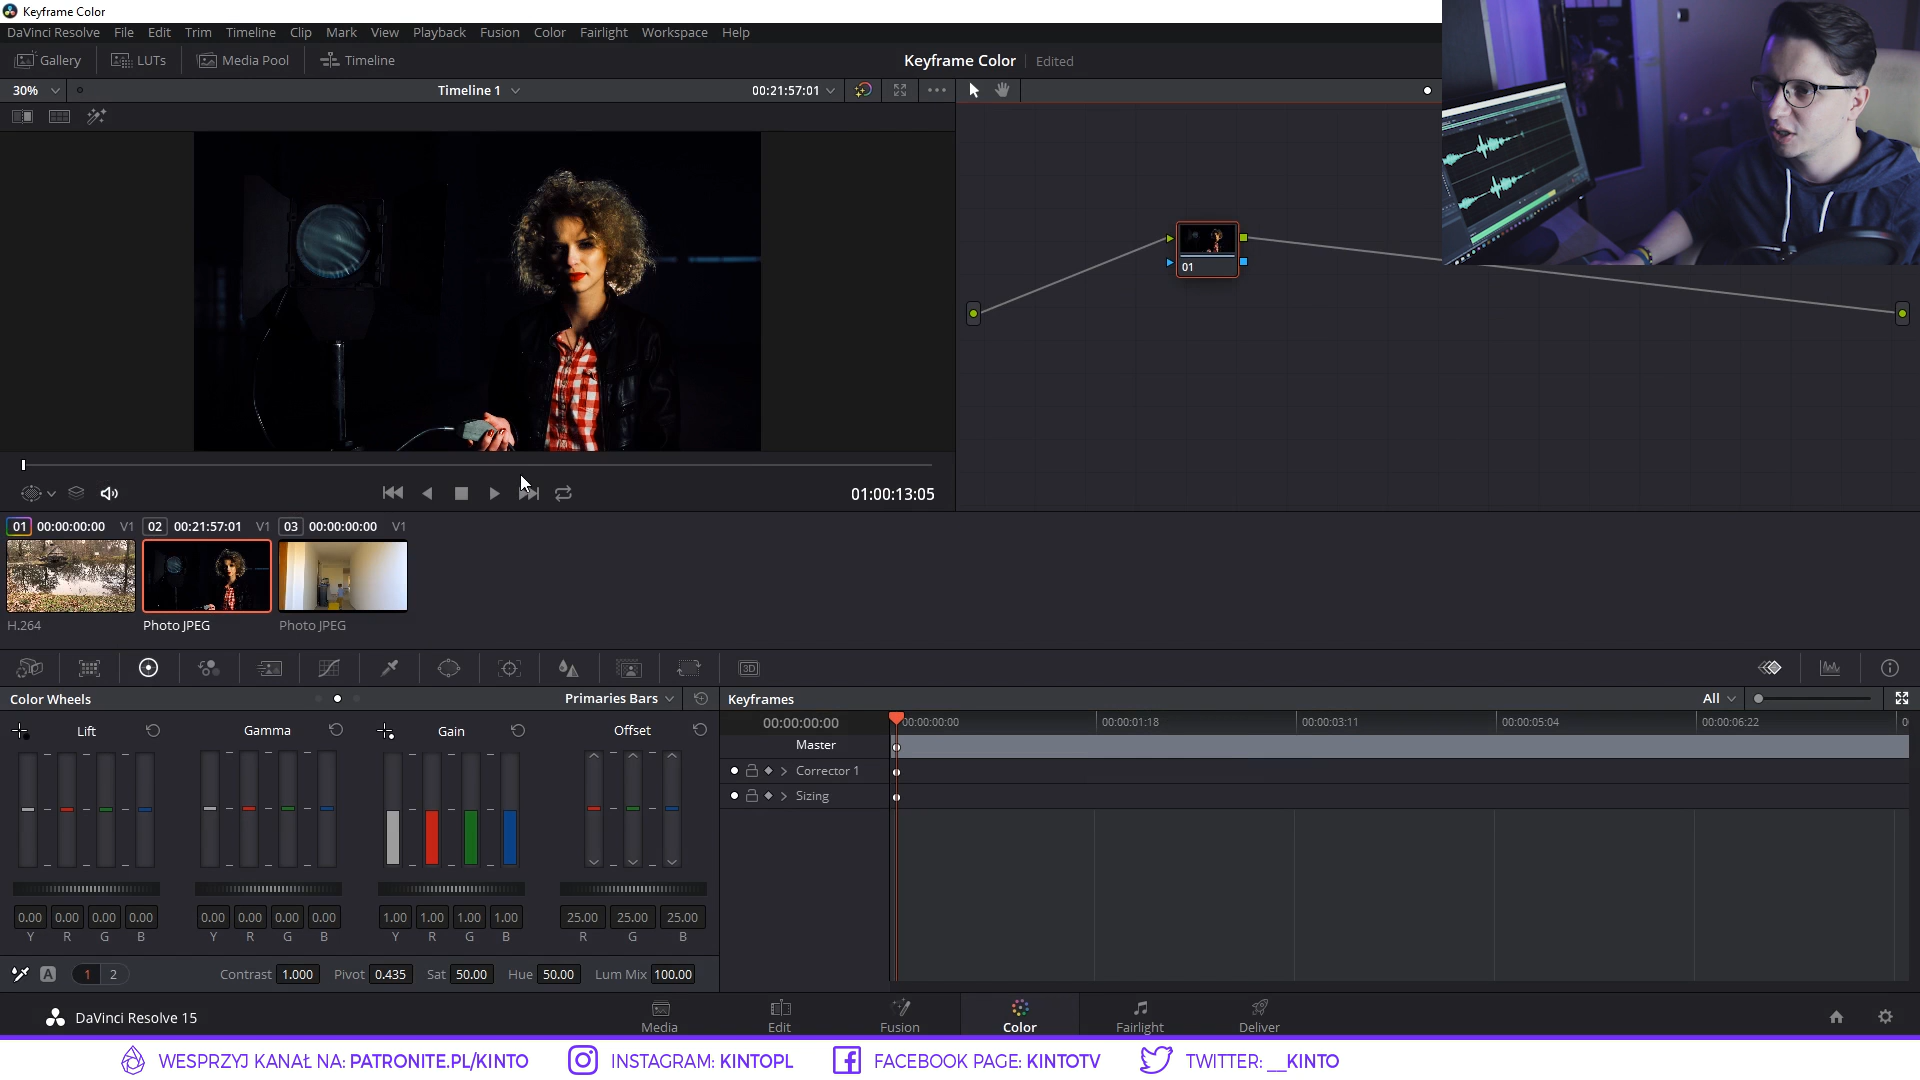 Keyframe Color
DaVinci Resolve File Edit Trim Timeline Clip Mark View Playback Fusion Color Fairlight Workspace Help
Gallery LUTs Media Pool Timeline Keyframe Color Edited
30% Timeline 1 00:21:57:01
01
01:00:13:05
01 00:00:00:00 V1 02 00:21:57:01 V1 03 00:00:00:00 V1
H.264 Photo JPEG Photo JPEG
3D
Color Wheels Primaries Bars Keyframes All
Lift Gamma Gain Offset
00:00:00:00 00:00:00:00 00:00:01:18 00:00:03:11 00:00:05:04 00:00:06:22
Master
Corrector 1
Sizing
0.00 0.00 0.00 0.00 0.00 0.00 0.00 0.00 1.00 1.00 1.00 1.00 25.00 25.00 25.00
Y R G B Y R G B Y R G B R G B
A 1 2 Contrast 1.000 Pivot 0.435 Sat 50.00 Hue 50.00 Lum Mix 100.00
DaVinci Resolve 15 Media Edit Fusion Color Fairlight Deliver
WESPRZYJ KANAŁ NA: PATRONITE.PL/KINTO INSTAGRAM: KINTOPL FACEBOOK PAGE: KINTOTV TWITTER: __KINTO